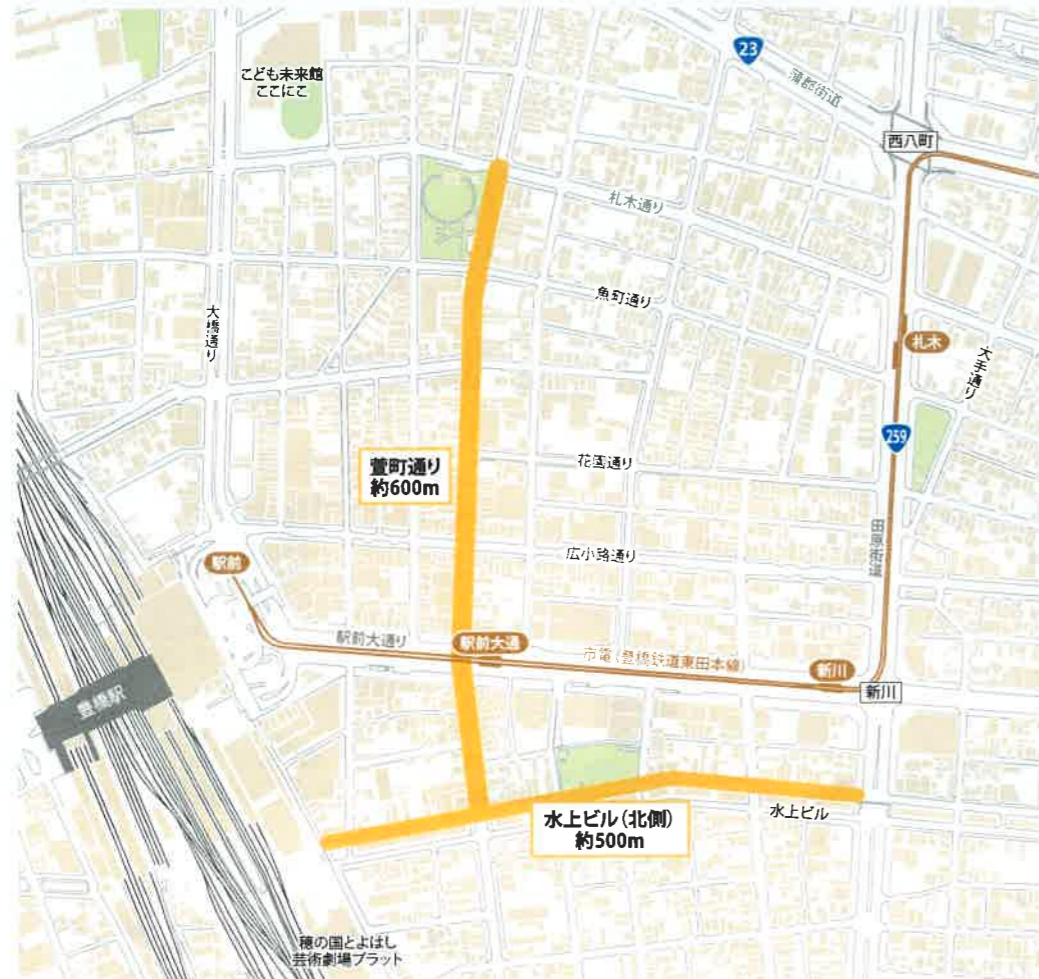 23
蒲郡街道
こども未来館
ここにこ
西八町
札木通り
魚町通り
大橋通り
札木
大手通り
259
萱町通り
約600m
花園通り
田原街道
広小路通り
駅前
駅前大通り
駅前大通
市電(豊橋鉄道東田本線)
新川
新川
豊橋駅
水上ビル(北側)
約500m
水上ビル
穂の国とよはし
芸術劇場プラット